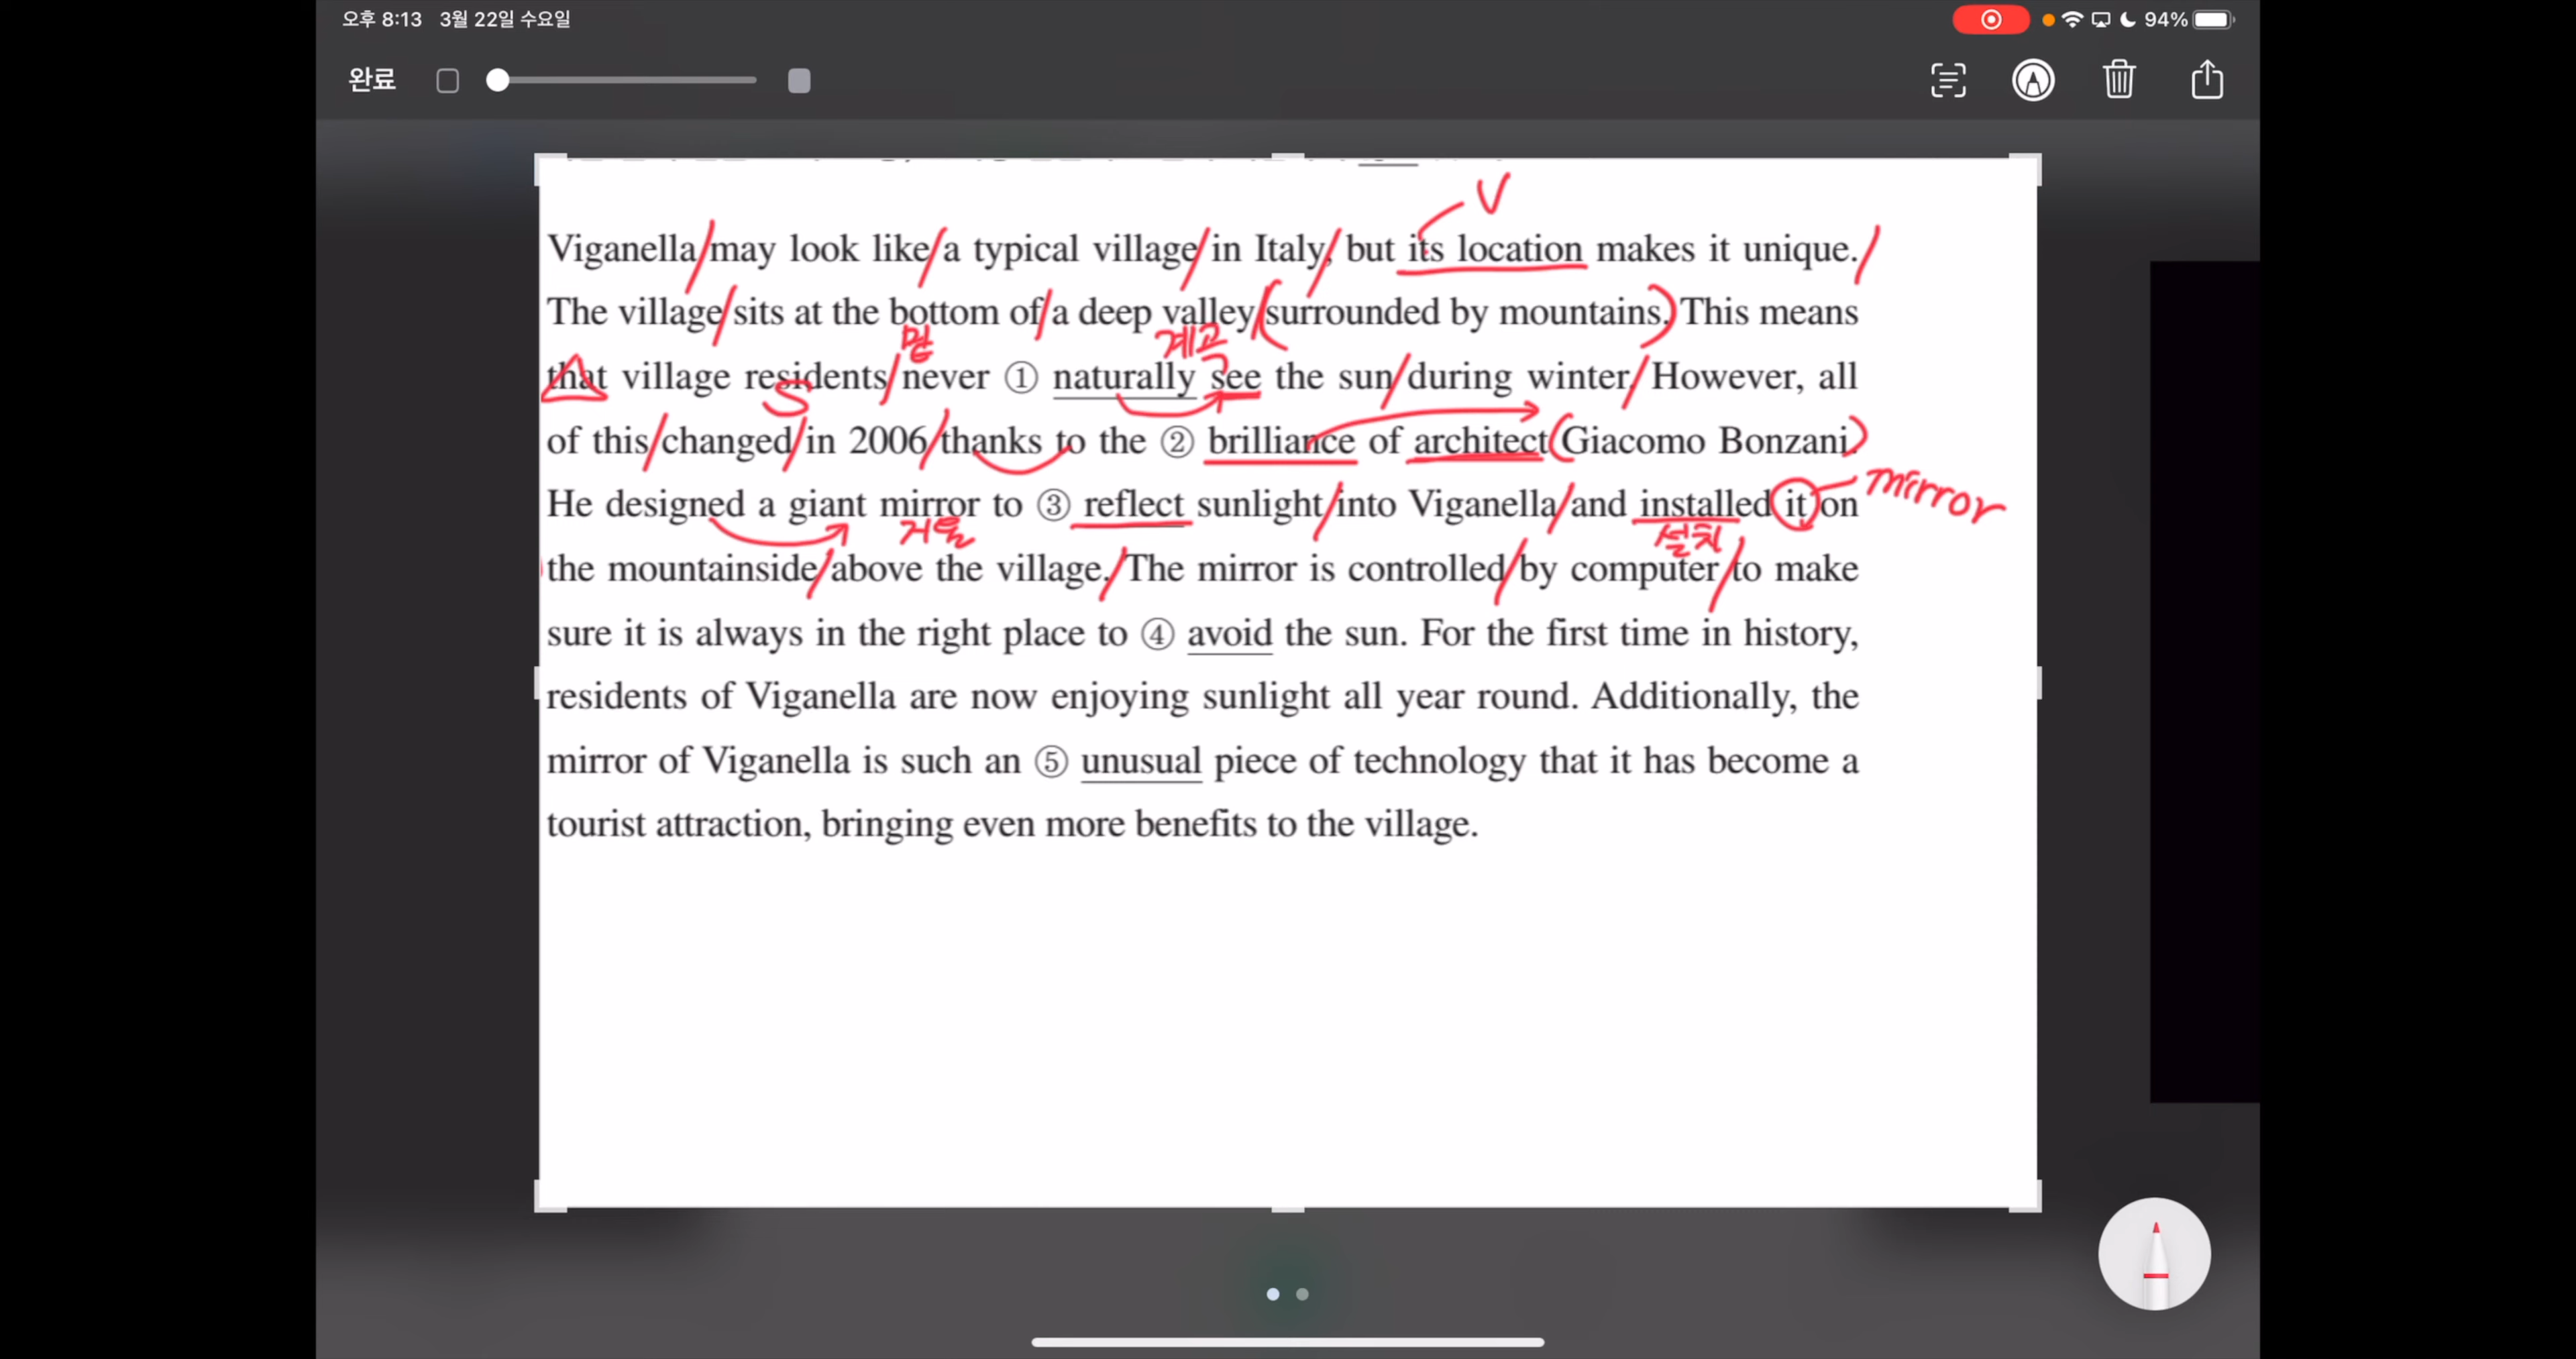 오후 8:13 3월 22일 수요일
94%
완료
V
Viganella may look like a typical village in Italy, but its location makes it unique.
The village sits at the bottom of a deep valley surrounded by mountains. This means
밑 계곡
that village residents never ① naturally see the sun during winter. However, all
S
of this changed in 2006 thanks to the ② brilliance of architect Giacomo Bonzani.
He designed a giant mirror to ③ reflect sunlight into Viganella and installed it on
mirror
거울 설치
the mountainside above the village. The mirror is controlled by computer to make
sure it is always in the right place to ④ avoid the sun. For the first time in history,
residents of Viganella are now enjoying sunlight all year round. Additionally, the
mirror of Viganella is such an ⑤ unusual piece of technology that it has become a
tourist attraction, bringing even more benefits to the village.